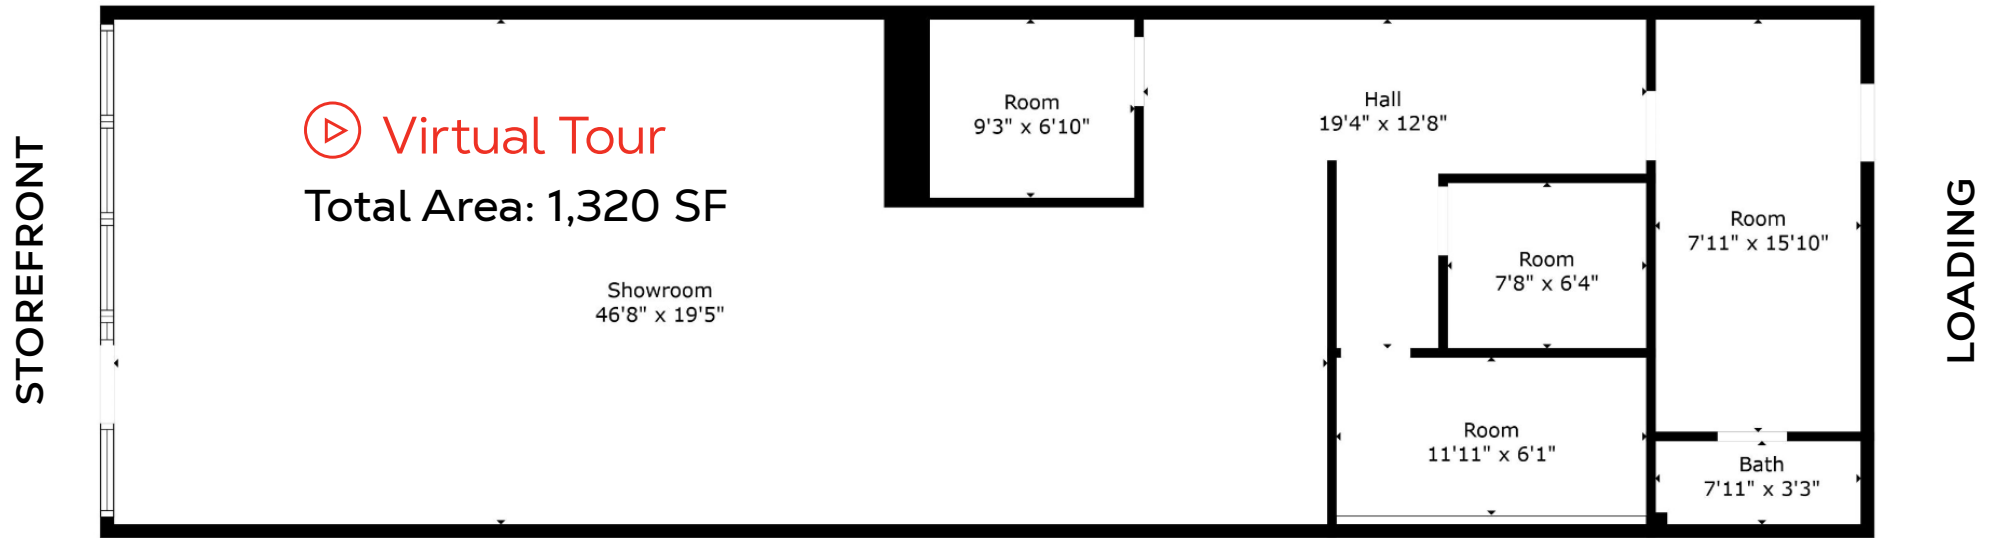 STOREFRONT
Virtual Tour
Total Area: 1,320 SF
Showroom
46'8" x 19'5"
Room
9'3" x 6'10"
Hall
19'4" x 12'8"
Room
7'8" x 6'4"
Room
11'11" x 6'1"
Room
7'11" x 15'10"
Bath
7'11" x 3'3"
LOADING